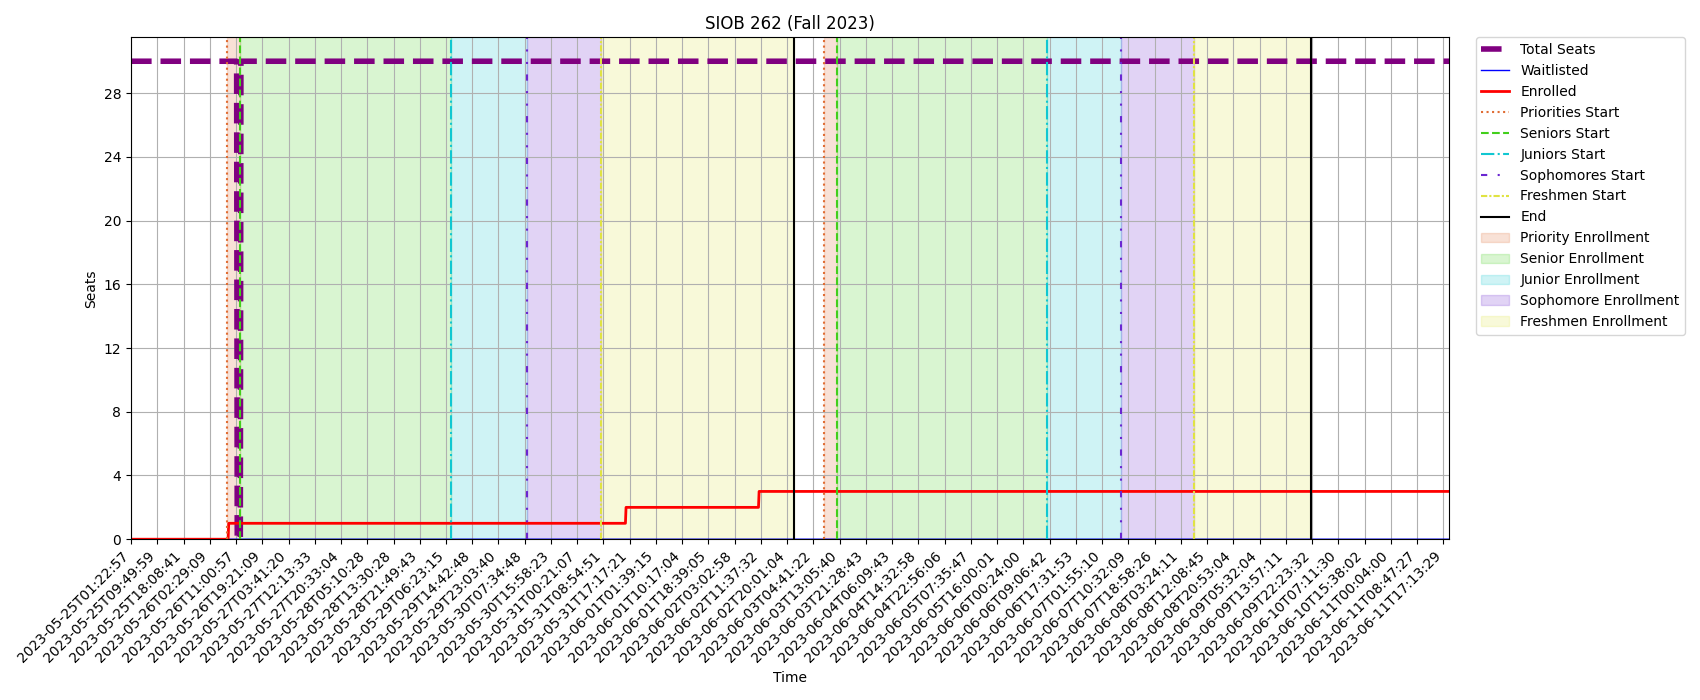 SIOB 262 (Fall 2023)
Total Seats
Waitlisted
Enrolled
Priorities Start
Seniors Start
Juniors Start
Sophomores Start
Freshmen Start
End
Priority Enrollment
Senior Enrollment
Junior Enrollment
Sophomore Enrollment
Freshmen Enrollment
Seats
28
24
20
16
12
8
4
0
2023-05-25T01:22:57
2023-05-25T09:49:59
2023-05-25T18:08:41
2023-05-26T02:29:09
2023-05-26T11:00:57
2023-05-26T19:21:09
2023-05-27T03:41:20
2023-05-27T12:13:33
2023-05-27T20:33:04
2023-05-28T05:10:28
2023-05-28T13:30:28
2023-05-28T21:49:43
2023-05-29T06:23:15
2023-05-29T14:42:48
2023-05-29T23:03:40
2023-05-30T07:34:48
2023-05-30T15:58:23
2023-05-31T00:21:07
2023-05-31T08:54:51
2023-05-31T17:17:21
2023-06-01T01:39:15
2023-06-01T10:17:04
2023-06-01T18:39:05
2023-06-02T03:02:58
2023-06-02T11:37:32
2023-06-02T20:01:04
2023-06-03T04:41:22
2023-06-03T13:05:40
2023-06-03T21:28:43
2023-06-04T06:09:43
2023-06-04T14:32:58
2023-06-04T22:56:06
2023-06-05T07:35:47
2023-06-05T16:00:01
2023-06-06T00:24:00
2023-06-06T09:06:42
2023-06-06T17:31:53
2023-06-07T01:55:10
2023-06-07T10:32:09
2023-06-07T18:58:26
2023-06-08T03:24:11
2023-06-08T12:08:45
2023-06-08T20:53:04
2023-06-09T05:32:04
2023-06-09T13:57:11
2023-06-09T22:23:32
2023-06-10T07:11:30
2023-06-10T15:38:02
2023-06-11T00:04:00
2023-06-11T08:47:27
2023-06-11T17:13:29
Time